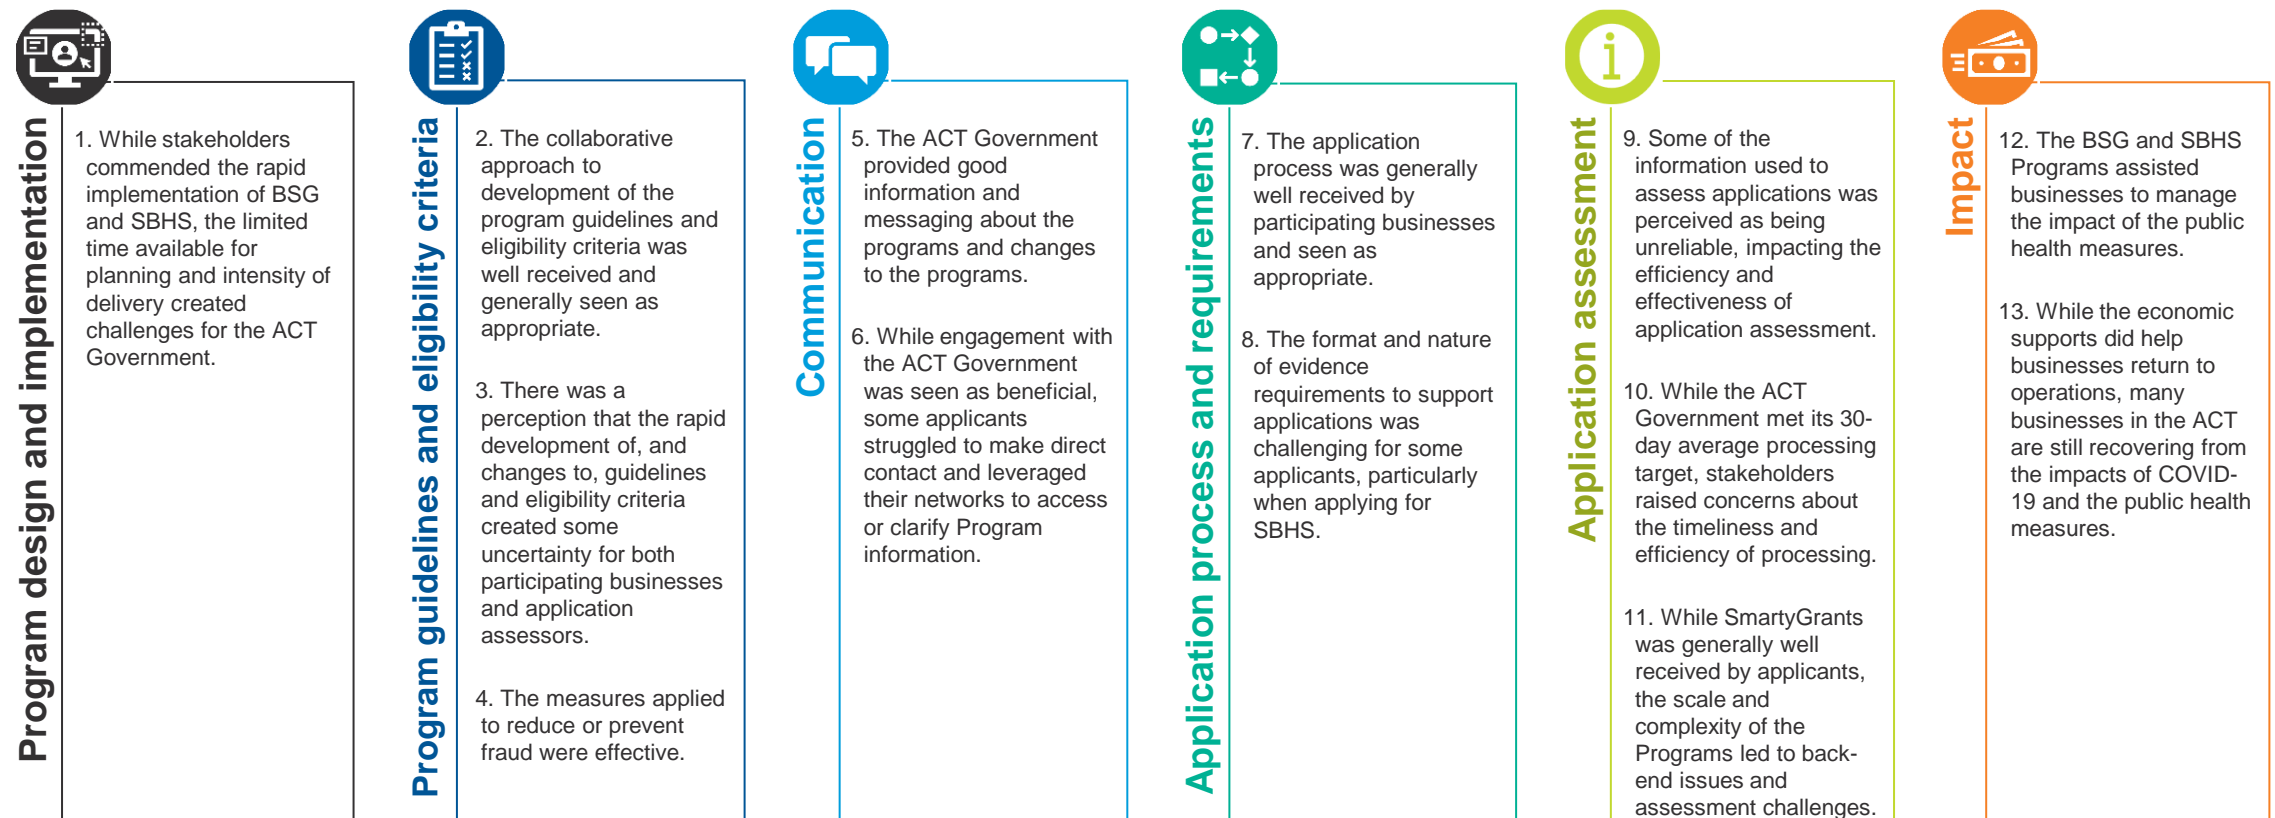 Program design and implementation
1. While stakeholders
commended the rapid
implementation of BSG
and SBHS, the limited
time available for
planning and intensity of
delivery created
challenges for the ACT
Government.
Program guidelines and eligibility criteria
2. The collaborative
approach to
development of the
program guidelines and
eligibility criteria was
well received and
generally seen as
appropriate.
3. There was a
perception that the rapid
development of, and
changes to, guidelines
and eligibility criteria
created some
uncertainty for both
participating businesses
and application
assessors.
4. The measures applied
to reduce or prevent
fraud were effective.
Communication
5. The ACT Government
provided good
information and
messaging about the
programs and changes
to the programs.
6. While engagement with
the ACT Government
was seen as beneficial,
some applicants
struggled to make direct
contact and leveraged
their networks to access
or clarify Program
information.
Application process and requirements
7. The application
process was generally
well received by
participating businesses
and seen as
appropriate.
8. The format and nature
of evidence
requirements to support
applications was
challenging for some
applicants, particularly
when applying for
SBHS.
Application assessment
9. Some of the
information used to
assess applications was
perceived as being
unreliable, impacting the
efficiency and
effectiveness of
application assessment.
10. While the ACT
Government met its 30-
day average processing
target, stakeholders
raised concerns about
the timeliness and
efficiency of processing.
11. While SmartyGrants
was generally well
received by applicants,
the scale and
complexity of the
Programs led to back-
end issues and
assessment challenges.
Impact
12. The BSG and SBHS
Programs assisted
businesses to manage
the impact of the public
health measures.
13. While the economic
supports did help
businesses return to
operations, many
businesses in the ACT
are still recovering from
the impacts of COVID-
19 and the public health
measures.